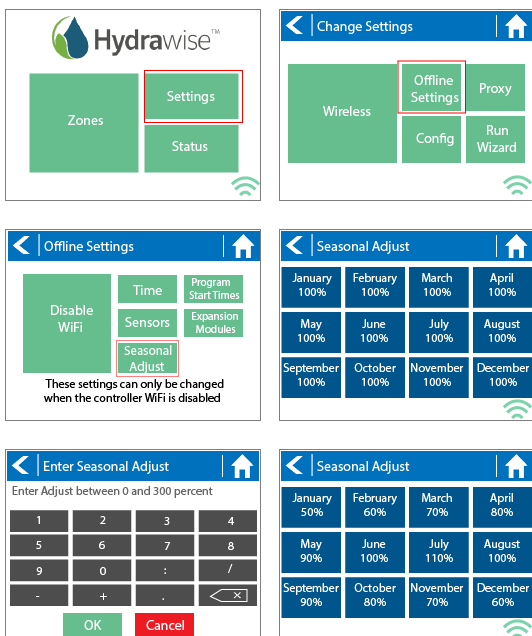 Hydrawise™
Zones
Settings
Status
Change Settings
Wireless
Offline
Settings
Proxy
Config
Run
Wizard
Offline Settings
Disable
WiFi
Time
Program
Start Times
Sensors
Expansion
Modules
Seasonal
Adjust
These settings can only be changed
when the controller WiFi is disabled
Seasonal Adjust
January February March April
100% 100% 100% 100%
May June July August
100% 100% 100% 100%
September October November December
100% 100% 100% 100%
Enter Seasonal Adjust
Enter Adjust between 0 and 300 percent
1 2 3 4
5 6 7 8
9 0 : /
- + . ×
OK Cancel
Seasonal Adjust
January February March April
50% 60% 70% 80%
May June July August
90% 100% 110% 100%
September October November December
90% 80% 70% 60%